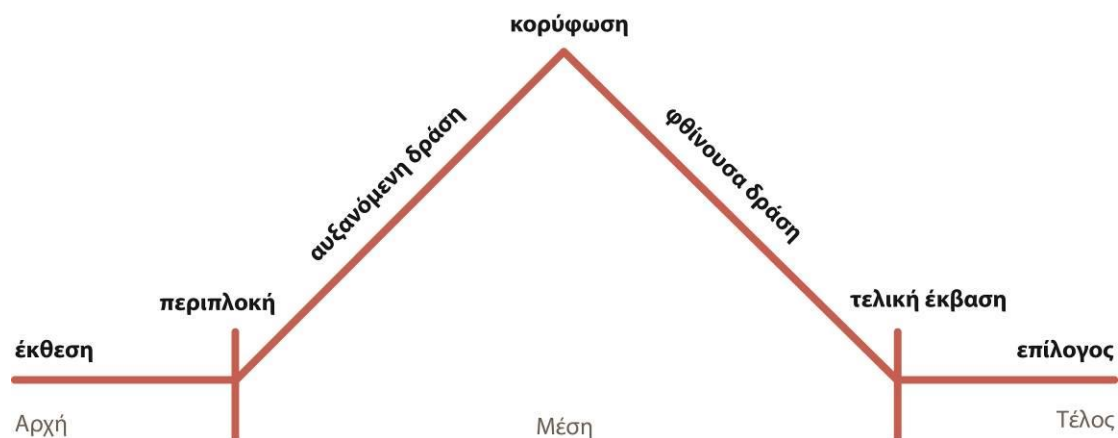 κορύφωση
αυξανόμενη δράση
φθίνουσα δράση
περιπλοκή
τελική έκβαση
έκθεση
επίλογος
Αρχή
Μέση
Τέλος